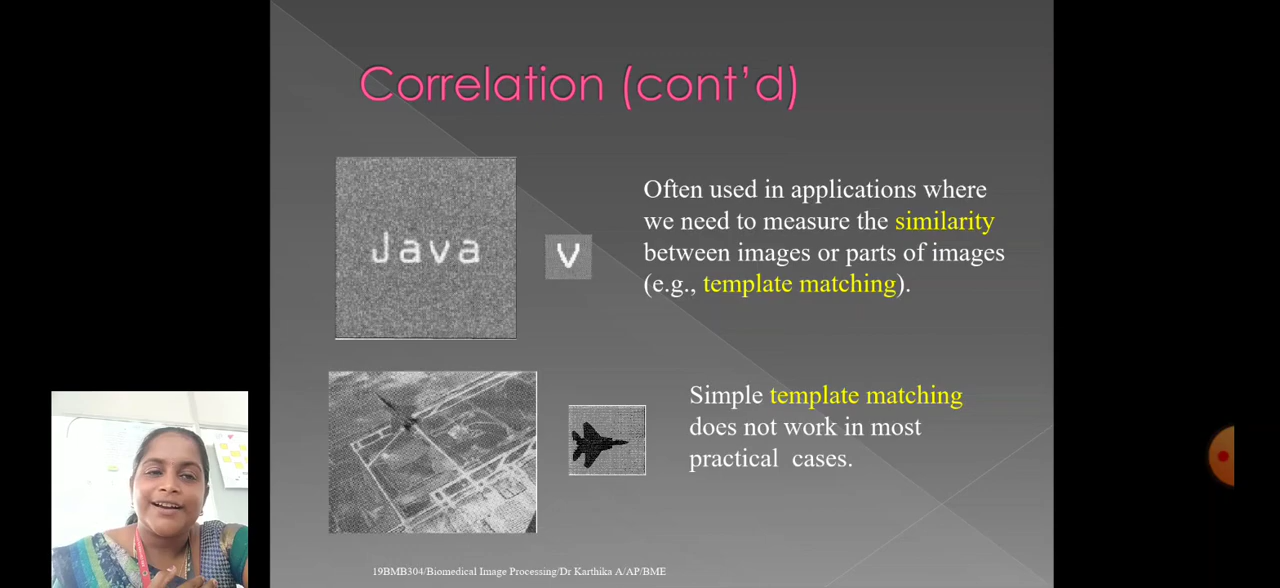 Correlation (cont’d)
Java
V
Often used in applications where
we need to measure the similarity
between images or parts of images
(e.g., template matching).
Simple template matching
does not work in most
practical cases.
19BMB304/Biomedical Image Processing/Dr Karthika A/AP/BME